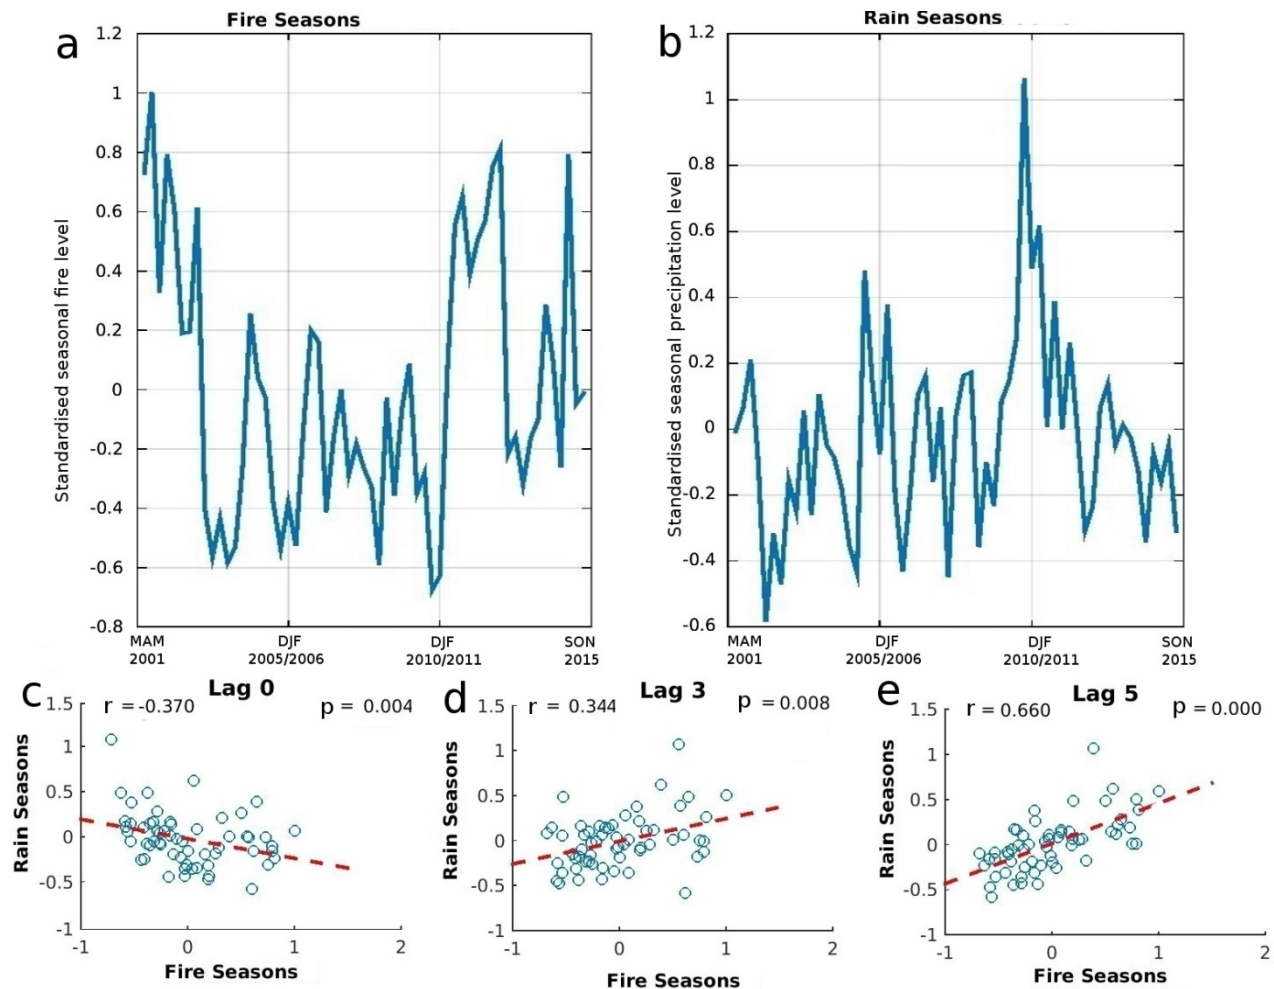 Fire Seasons
Rain Seasons
a
b
Standardised seasonal fire level
1.2
1
0.8
0.6
0.4
0.2
0
-0.2
-0.4
-0.6
-0.8
MAM
2001
DJF
2005/2006
DJF
2010/2011
SON
2015
Standardised seasonal precipitation level
1.2
1
0.8
0.6
0.4
0.2
0
-0.2
-0.4
-0.6
MAM
2001
DJF
2005/2006
DJF
2010/2011
SON
2015
c
Lag 0
r = -0.370
p = 0.004
Rain Seasons
1.5
1
0.5
0
-0.5
-1
-1
0
1
2
Fire Seasons
d
Lag 3
r = 0.344
p = 0.008
Rain Seasons
1.5
1
0.5
0
-0.5
-1
-1
0
1
2
Fire Seasons
e
Lag 5
r = 0.660
p = 0.000
Rain Seasons
1.5
1
0.5
0
-0.5
-1
-1
0
1
2
Fire Seasons